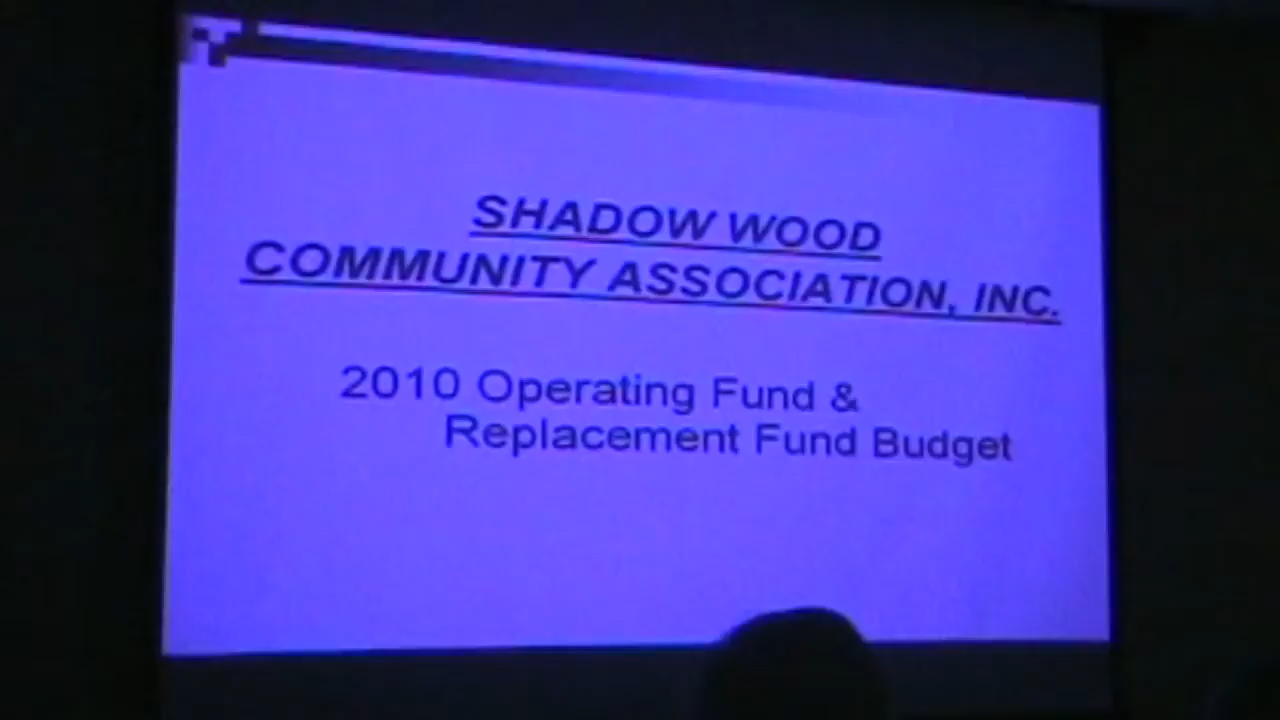 SHADOW WOOD
COMMUNITY ASSOCIATION, INC.
2010 Operating Fund &
Replacement Fund Budget